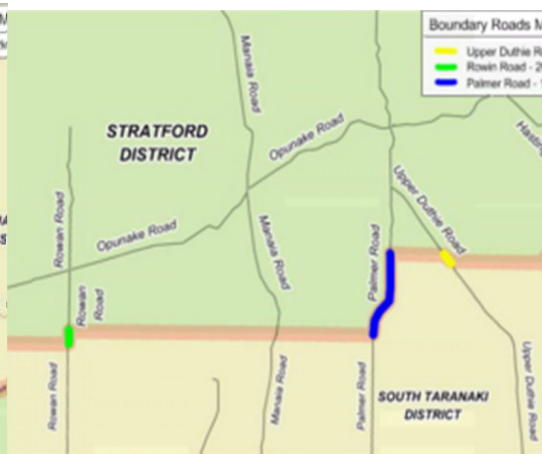 Boundary Roads M
Upper Duthie R
Rowin Road - 2
Palmer Road -
Manaia Road
STRATFORD
DISTRICT
Opunake Road
Hasting
Upper Duthie Road
Rowan Road
Opunake Road
Manaia Road
Palmer Road
Rowan
Road
Rowan Road
Manaia Road
Palmer Road
SOUTH TARANAKI
DISTRICT
Upper Duthie Road